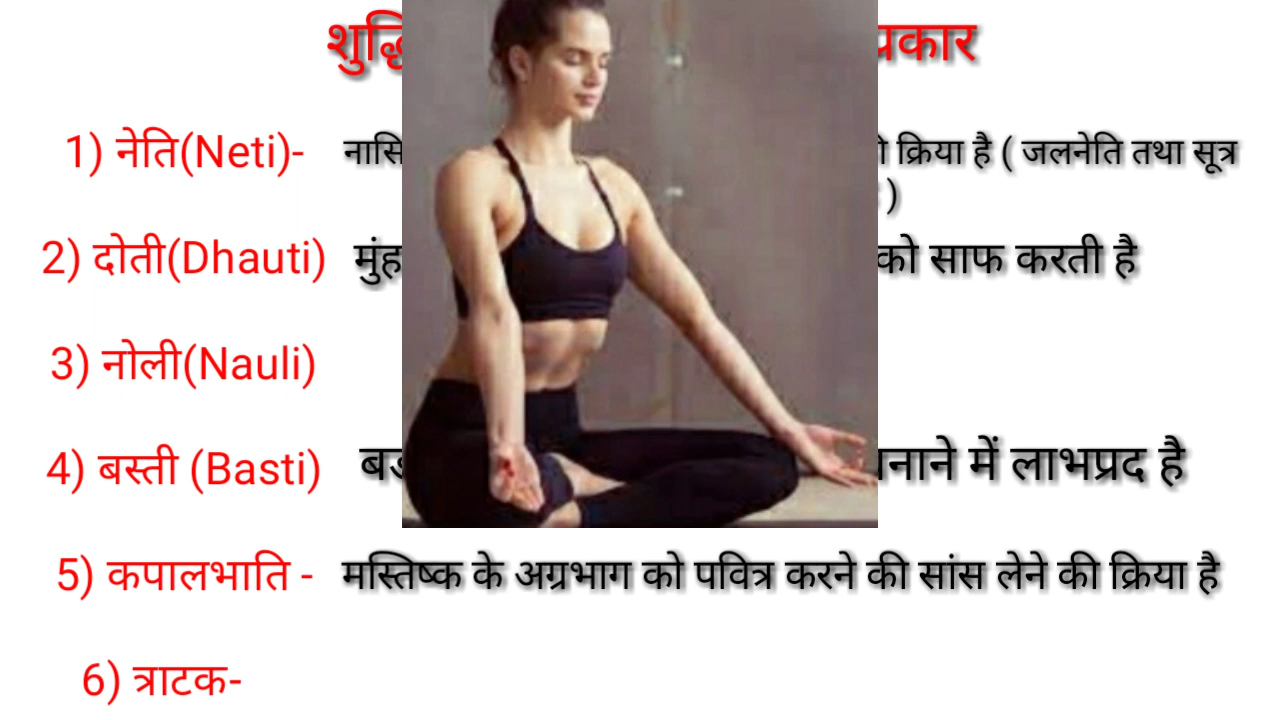 प्रकार
1) नेति(Neti)- क्रिया है ( जलनेति तथा सूत्र
)
2) दोती(Dhauti) को साफ करती है
3) नोली(Nauli)
4) बस्ती (Basti) में लाभप्रद है
5) कपालभाति - मस्तिष्क के अग्रभाग को पवित्र करने की सांस लेने की क्रिया है
6) त्राटक-